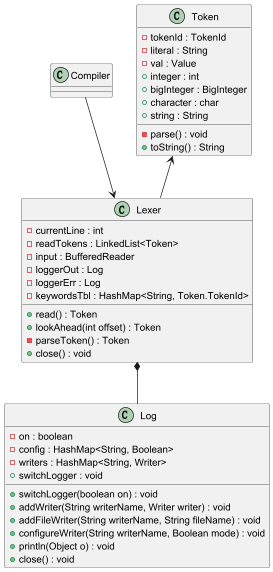 C Token
tokenId : TokenId
literal : String
val : Value
integer : int
bigInteger : BigInteger
character : char
string : String
parse() : void
toString() : String
C Compiler
C Lexer
currentLine : int
readTokens : LinkedList<Token>
input : BufferedReader
loggerOut : Log
loggerErr : Log
keywordsTbl : HashMap<String, Token.TokenId>
read() : Token
lookAhead(int offset) : Token
parseToken() : Token
close() : void
C Log
on : boolean
config : HashMap<String, Boolean>
writers : HashMap<String, Writer>
switchLogger : void
switchLogger(boolean on) : void
addWriter(String writerName, Writer writer) : void
addFileWriter(String writerName, String fileName) : void
configureWriter(String writerName, Boolean mode) : void
println(Object o) : void
close() : void